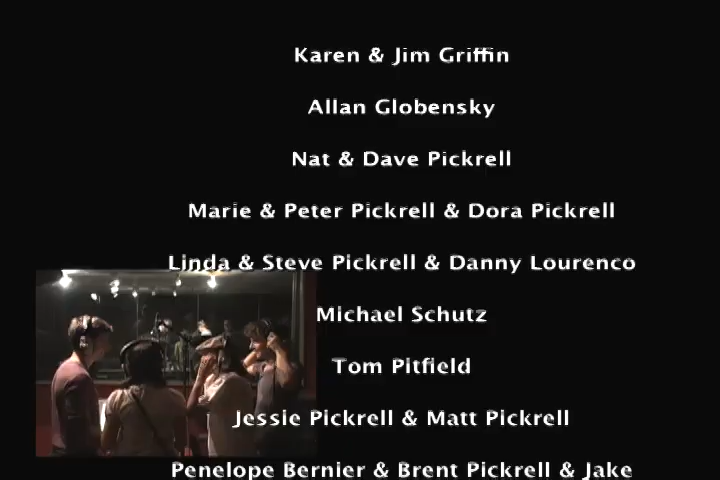 Karen & Jim Griffin
Allan Globensky
Nat & Dave Pickrell
Marie & Peter Pickrell & Dora Pickrell
Linda & Steve Pickrell & Danny Lourenco
Michael Schutz
Tom Pitfield
Jessie Pickrell & Matt Pickrell
Penelope Bernier & Brent Pickrell & Jake